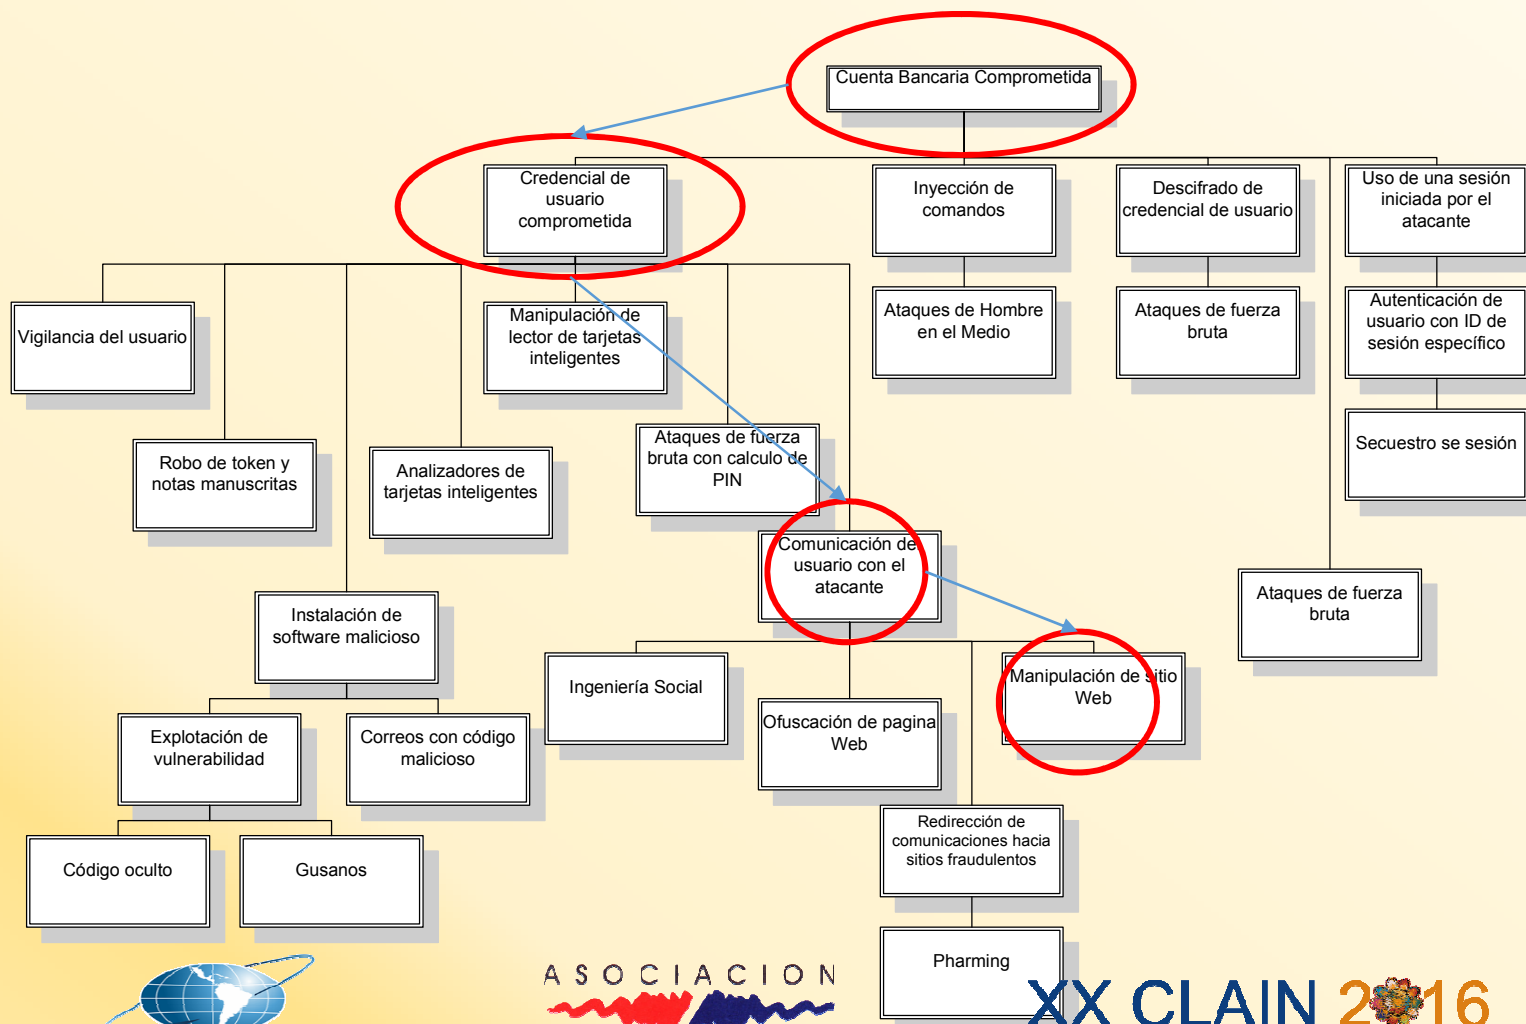 Cuenta Bancaria Comprometida
Credencial de
usuario
comprometida
Inyección de
comandos
Descifrado de
credencial de usuario
Uso de una sesión
iniciada por el
atacante
Vigilancia del usuario
Manipulación de
lector de tarjetas
inteligentes
Ataques de Hombre
en el Medio
Ataques de fuerza
bruta
Autenticación de
usuario con ID de
sesión específico
Robo de token y
notas manuscritas
Analizadores de
tarjetas inteligentes
Ataques de fuerza
bruta con calculo de
PIN
Secuestro se sesión
Comunicación de
usuario con el
atacante
Ataques de fuerza
bruta
Instalación de
software malicioso
Ingeniería Social
Ofuscación de pagina
Web
Manipulación de sitio
Web
Explotación de
vulnerabilidad
Correos con código
malicioso
Redirección de
comunicaciones hacia
sitios fraudulentos
Código oculto
Gusanos
Pharming
ASOCIACION
XX CLAIN 2016